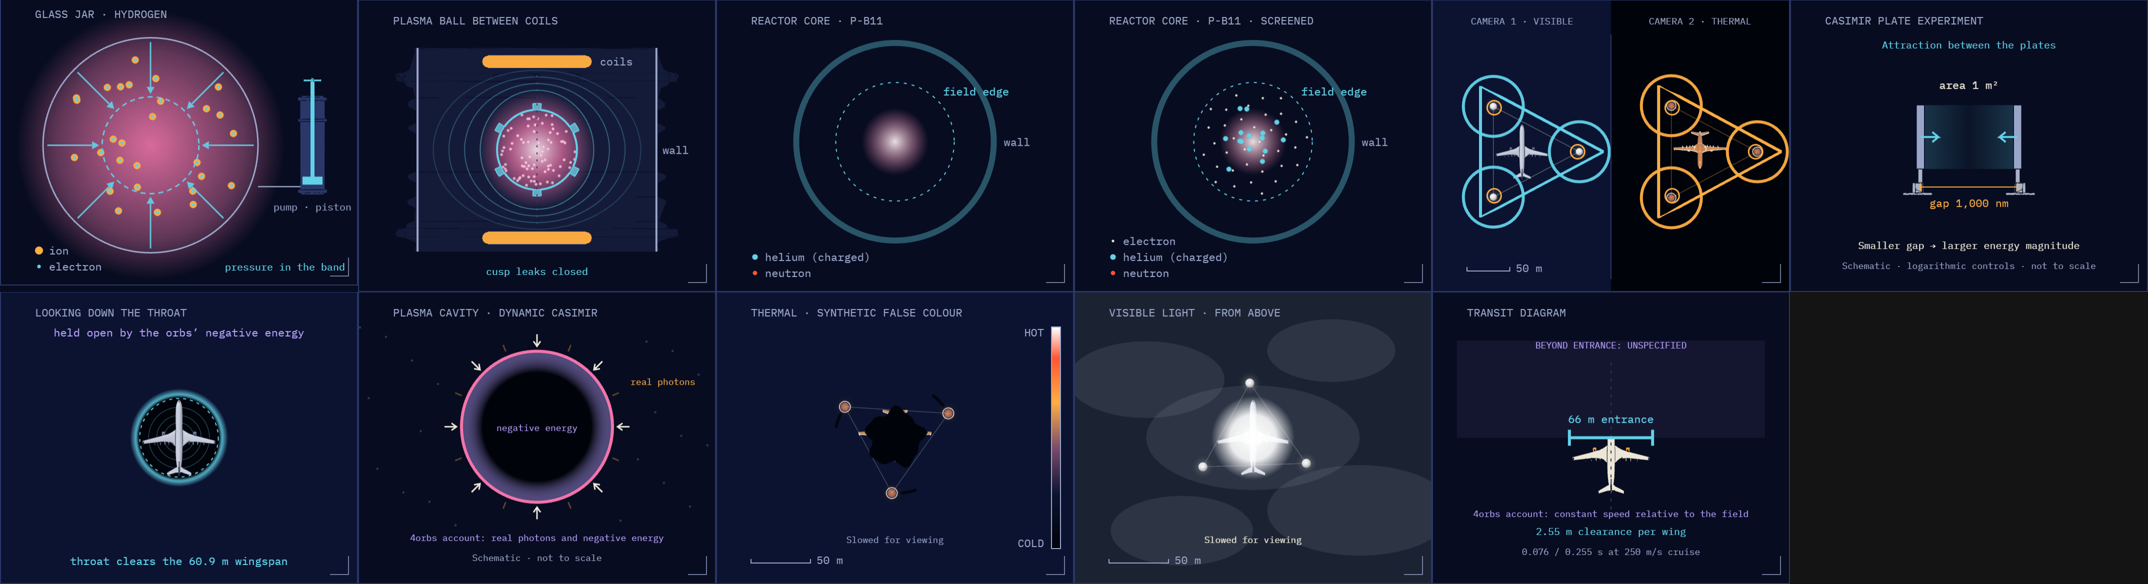 GLASS JAR · HYDROGEN
pump · piston
ion
electron
pressure in the band
PLASMA BALL BETWEEN COILS
coils
wall
cusp leaks closed
REACTOR CORE · P-B11
field edge
wall
helium (charged)
neutron
REACTOR CORE · P-B11 · SCREENED
field edge
wall
electron
helium (charged)
neutron
CAMERA 1 · VISIBLE
50 m
CAMERA 2 · THERMAL
CASIMIR PLATE EXPERIMENT
Attraction between the plates
area 1 m²
gap 1,000 nm
Smaller gap → larger energy magnitude
Schematic · logarithmic controls · not to scale
LOOKING DOWN THE THROAT
held open by the orbs’ negative energy
throat clears the 60.9 m wingspan
PLASMA CAVITY · DYNAMIC CASIMIR
real photons
negative energy
4orbs account: real photons and negative energy
Schematic · not to scale
THERMAL · SYNTHETIC FALSE COLOUR
HOT
COLD
Slowed for viewing
50 m
VISIBLE LIGHT · FROM ABOVE
Slowed for viewing
50 m
TRANSIT DIAGRAM
BEYOND ENTRANCE: UNSPECIFIED
66 m entrance
4orbs account: constant speed relative to the field
2.55 m clearance per wing
0.076 / 0.255 s at 250 m/s cruise